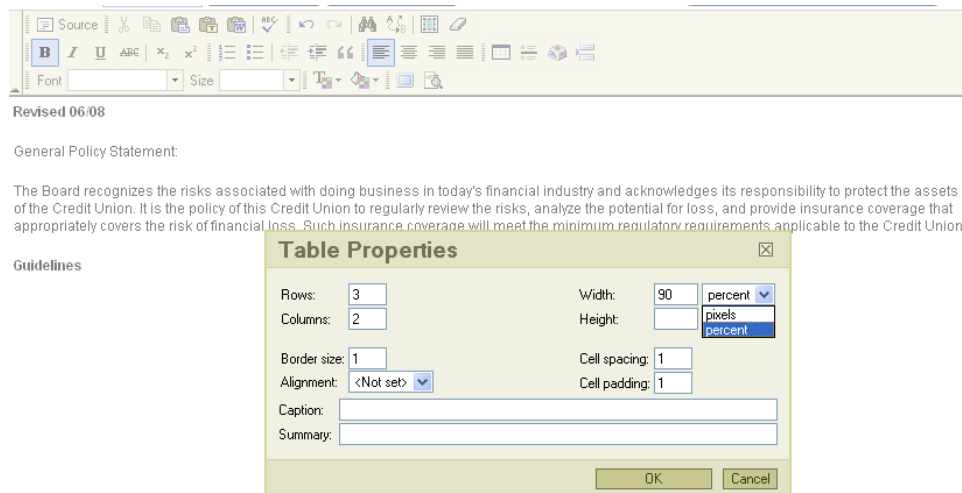 Source ABC
B I U ABC X₂ X²
Font Size
Revised 06/08
General Policy Statement:
The Board recognizes the risks associated with doing business in today's financial industry and acknowledges its responsibility to protect the assets
of the Credit Union. It is the policy of this Credit Union to regularly review the risks, analyze the potential for loss, and provide insurance coverage that
appropriately covers the risk of financial loss. Such insurance coverage will meet the minimum regulatory requirements applicable to the Credit Union
Guidelines
Table Properties
Rows: 3 Width: 90 percent
Columns: 2 Height: pixels
percent
Border size: 1 Cell spacing: 1
Alignment: <Not set> Cell padding: 1
Caption:
Summary:
OK Cancel